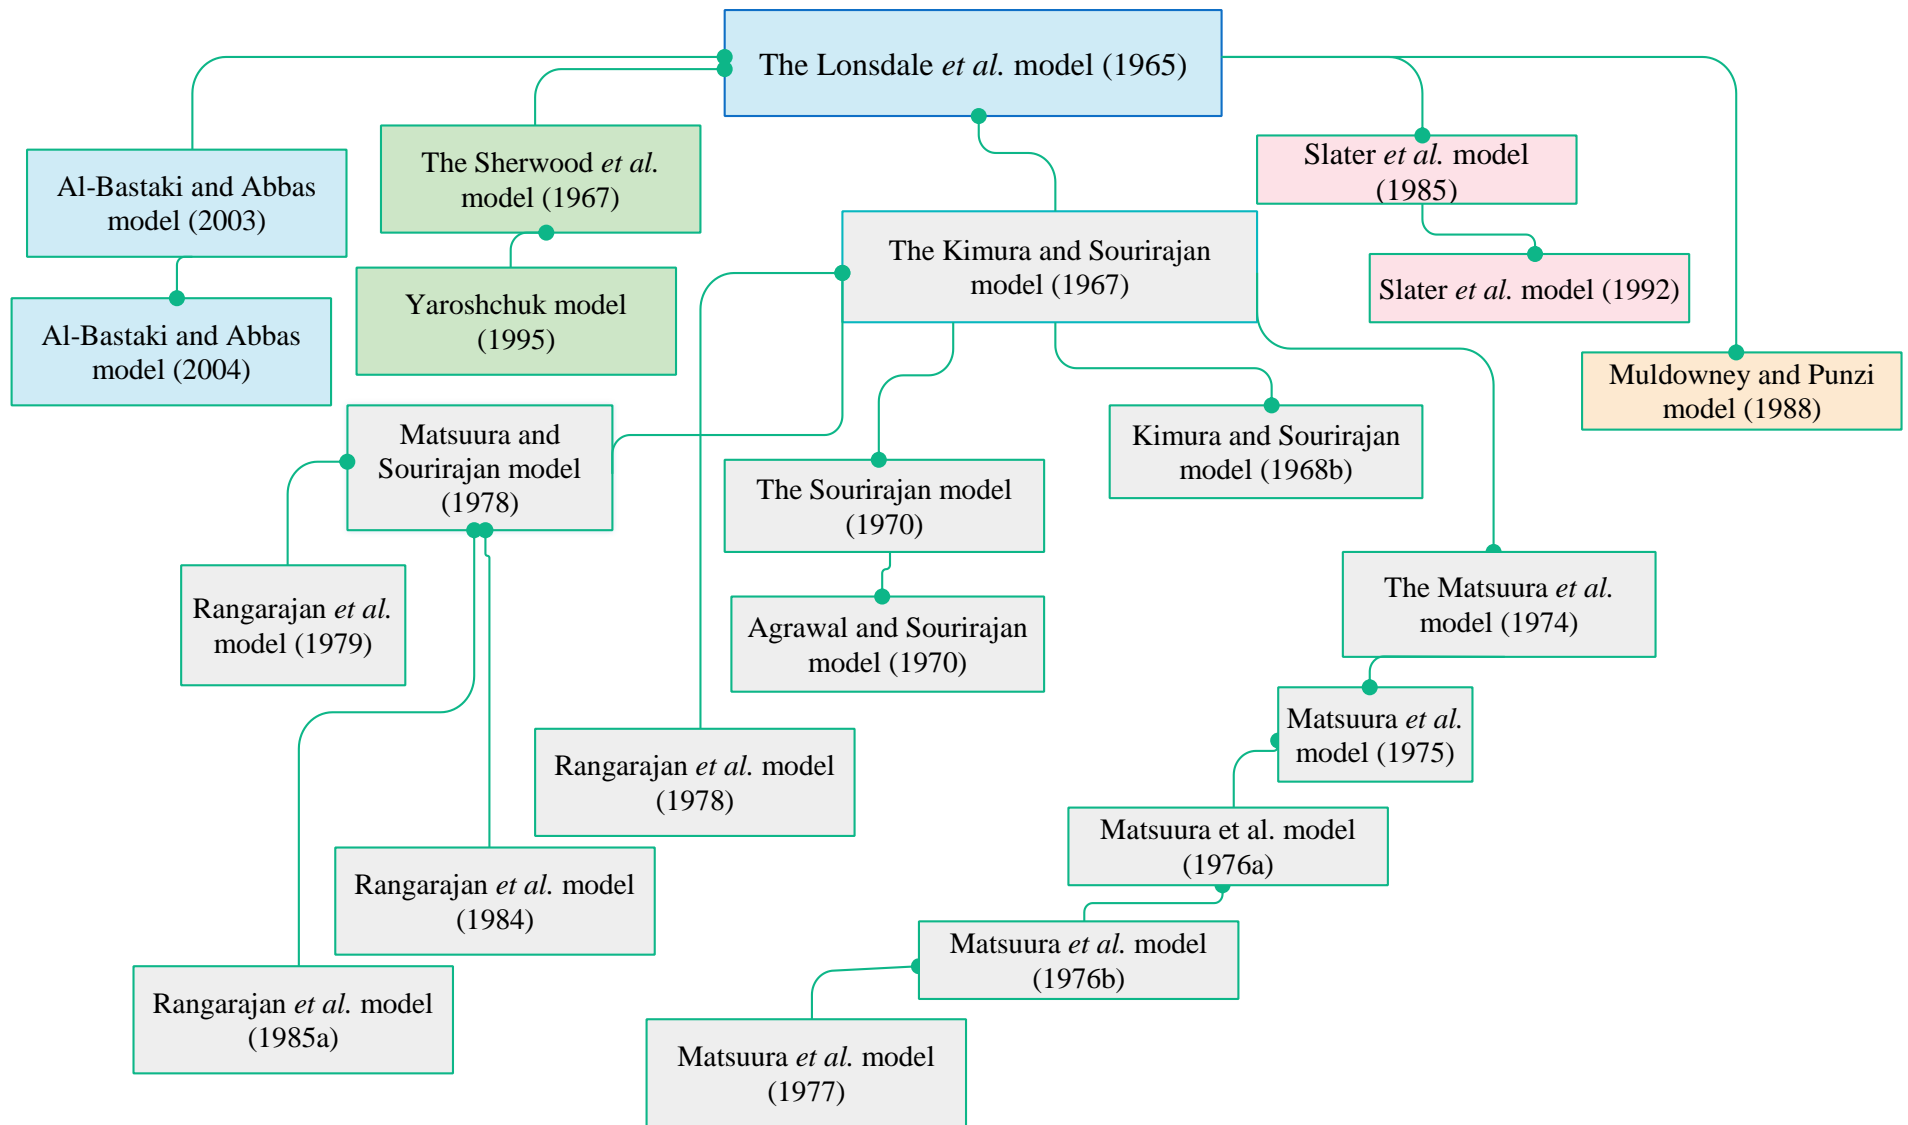 The Lonsdale et al. model (1965)
Al-Bastaki and Abbas
model (2003)
The Sherwood et al.
model (1967)
Slater et al. model
(1985)
The Kimura and Sourirajan
model (1967)
Slater et al. model (1992)
Al-Bastaki and Abbas
model (2004)
Yaroshchuk model
(1995)
Muldowney and Punzi
model (1988)
Matsuura and
Sourirajan model
(1978)
Kimura and Sourirajan
model (1968b)
The Sourirajan model
(1970)
Rangarajan et al.
model (1979)
Agrawal and Sourirajan
model (1970)
The Matsuura et al.
model (1974)
Matsuura et al.
model (1975)
Rangarajan et al. model
(1978)
Matsuura et al. model
(1976a)
Rangarajan et al. model
(1984)
Matsuura et al. model
(1976b)
Rangarajan et al. model
(1985a)
Matsuura et al. model
(1977)